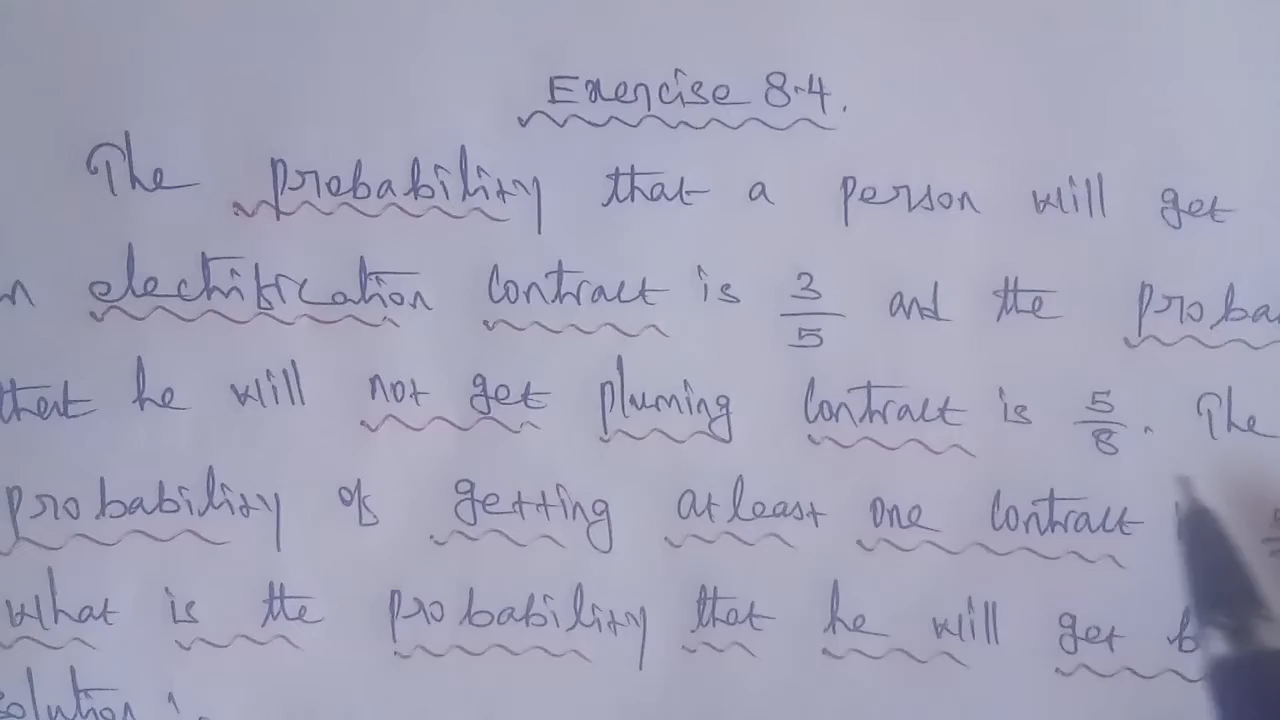 Exercise 8.4.
The probability that a person will get
n electrification contract is 3/5 and the proba
that he will not get pluming contract is 5/8. The
probability of getting atleast one contract
what is the probability that he will get b
solution :